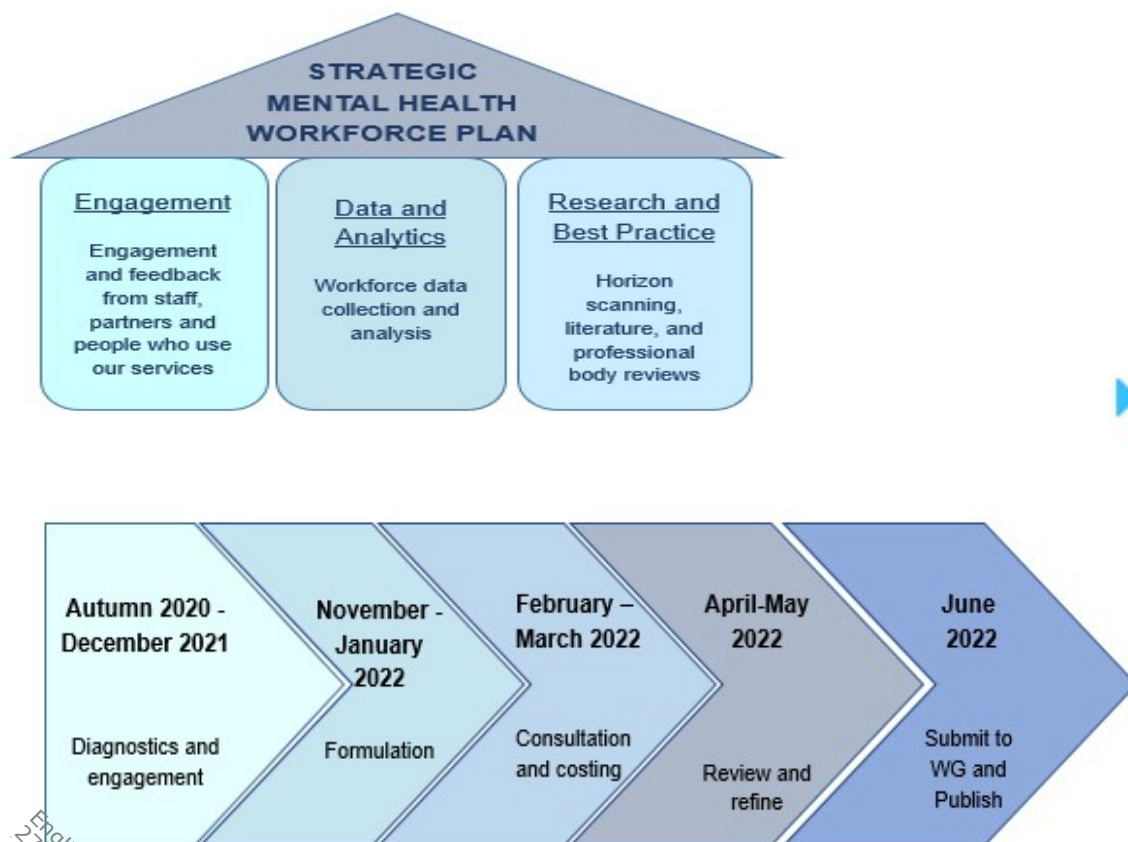 STRATEGIC
MENTAL HEALTH
WORKFORCE PLAN
Engagement
Engagement
and feedback
from staff,
partners and
people who use
our services
Data and
Analytics
Workforce data
collection and
analysis
Research and
Best Practice
Horizon
scanning,
literature, and
professional
body reviews
Autumn 2020 -
December 2021
Diagnostics and
engagement
November -
January
2022
Formulation
February –
March 2022
Consultation
and costing
April-May
2022
Review and
refine
June
2022
Submit to
WG and
Publish